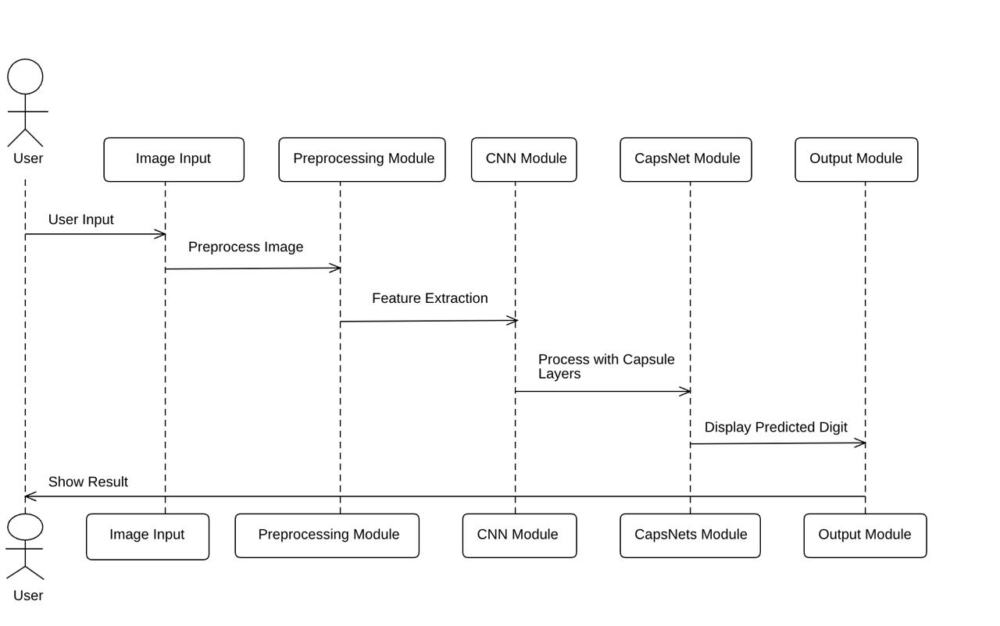 User
Image Input
Preprocessing Module
CNN Module
CapsNet Module
Output Module
User Input
Preprocess Image
Feature Extraction
Process with Capsule
Layers
Display Predicted Digit
Show Result
Image Input
Preprocessing Module
CNN Module
CapsNets Module
Output Module
User